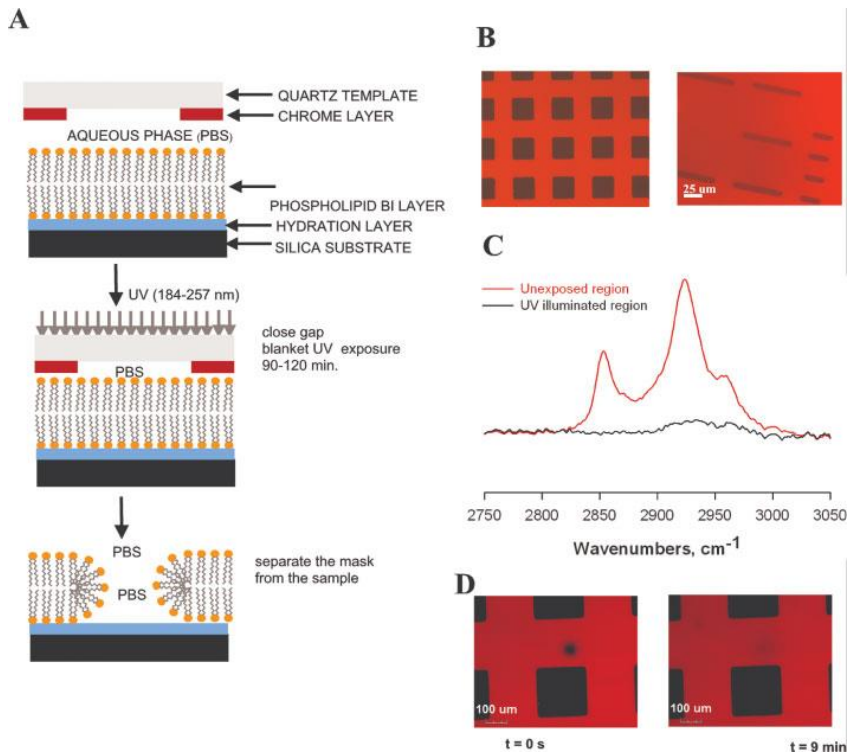 A
QUARTZ TEMPLATE
CHROME LAYER
AQUEOUS PHASE (PBS)
PHOSPHOLIPID BI LAYER
HYDRATION LAYER
SILICA SUBSTRATE
UV (184-257 nm)
close gap
blanket UV exposure
90-120 min.
PBS
PBS
PBS
separate the mask
from the sample
B
25 um
C
Unexposed region
UV illuminated region
2750 2800 2850 2900 2950 3000 3050
Wavenumbers, cm-1
D
100 um
100 um
t = 0 s
t = 9 min